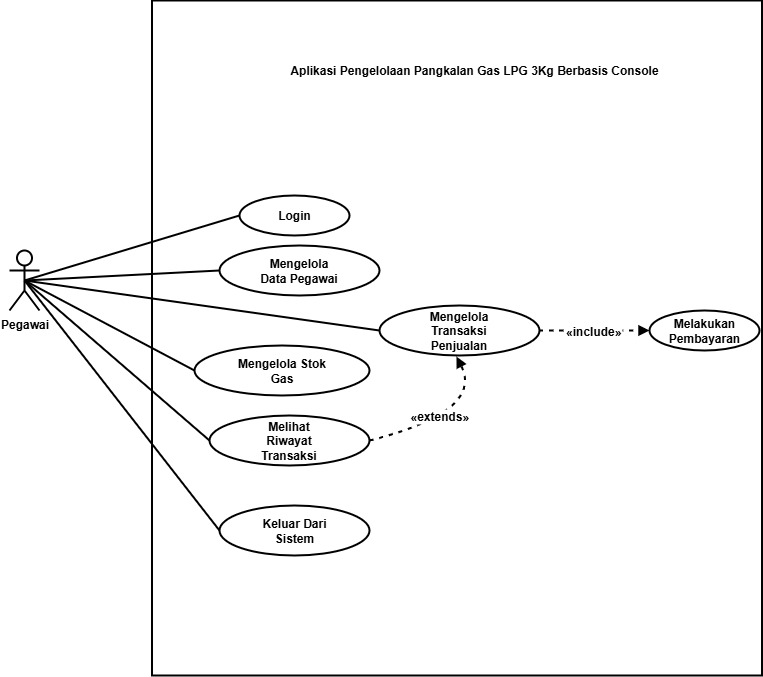 Aplikasi Pengelolaan Pangkalan Gas LPG 3Kg Berbasis Console
Login
Mengelola
Data Pegawai
Pegawai
Mengelola
Transaksi
Penjualan
«include»
Melakukan
Pembayaran
Mengelola Stok
Gas
«extends»
Melihat
Riwayat
Transaksi
Keluar Dari
Sistem